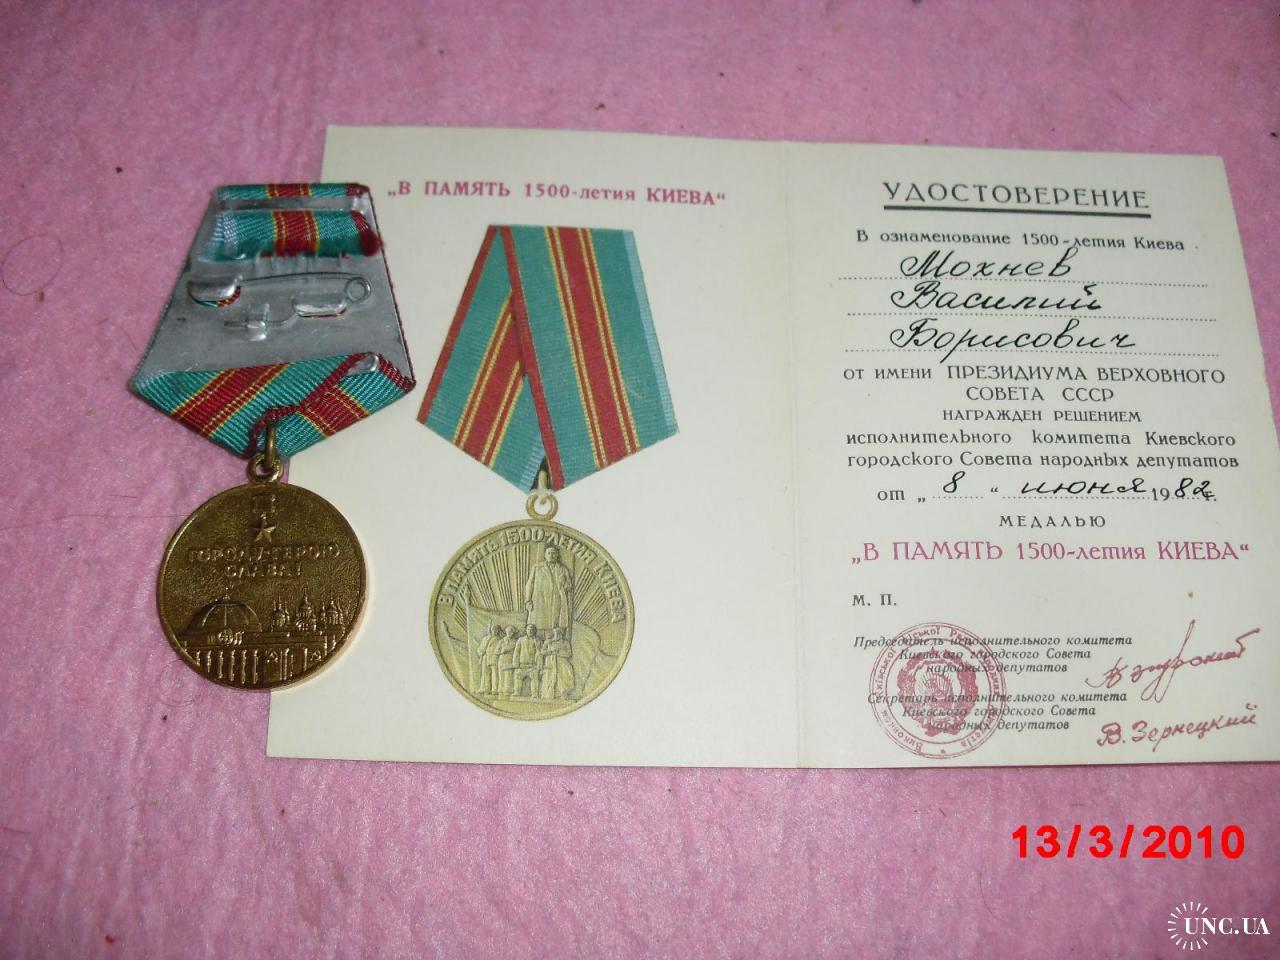 „В ПАМЯТЬ 1500-летия КИЕВА“
В ПАМЯТЬ 1500-ЛЕТИЯ КИЕВА
ГОРОДУ-ГЕРОЮ
СЛАВА!
УДОСТОВЕРЕНИЕ
В ознаменование 1500-летия Киева
Мохнев
Василий
Борисович
ОТ ИМЕНИ ПРЕЗИДИУМА ВЕРХОВНОГО
СОВЕТА СССР
НАГРАЖДЕН РЕШЕНИЕМ
исполнительного комитета Киевского
городского Совета народных депутатов
от „8“ июня 1982г.
МЕДАЛЬЮ
„В ПАМЯТЬ 1500-летия КИЕВА“
М. П.
Председатель исполнительного комитета
Киевского городского Совета
народных депутатов
Секретарь исполнительного комитета
Киевского городского Совета
народных депутатов
В. Зернецкий
13/3/2010
UNC.UA